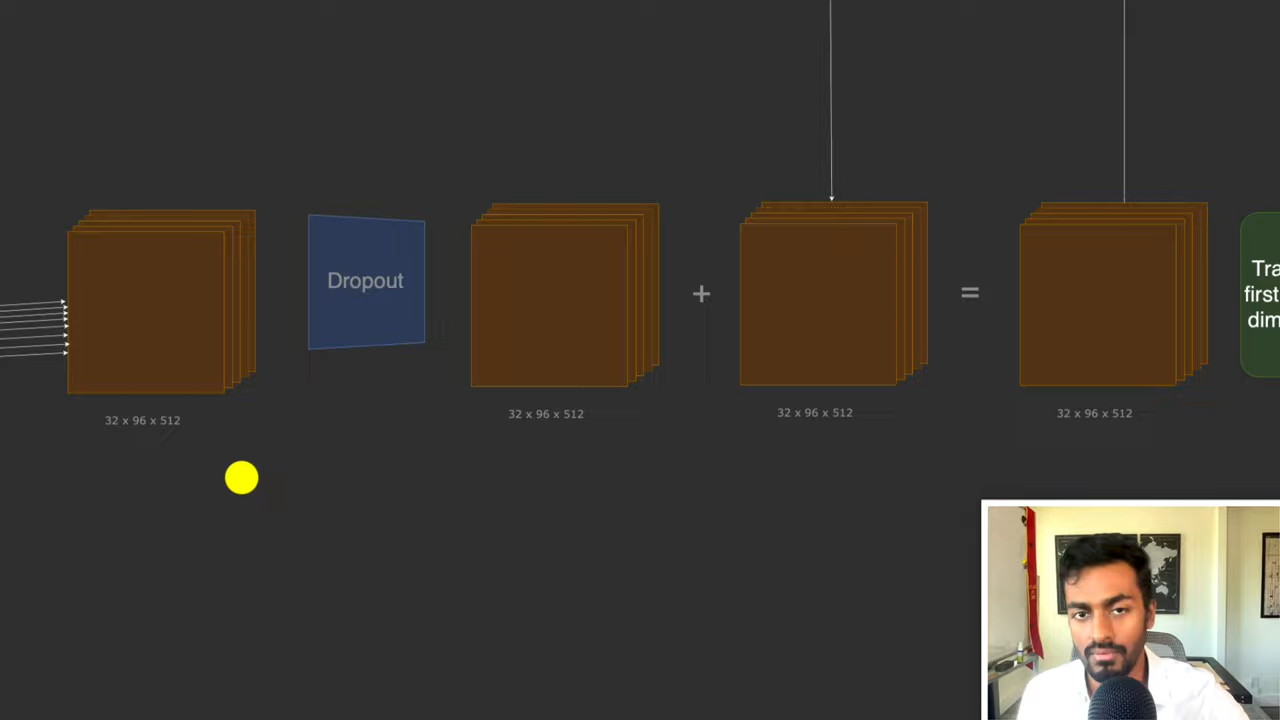 Dropout
+
=
Tra
first
dim
32 x 96 x 512
32 x 96 x 512
32 x 96 x 512
32 x 96 x 512